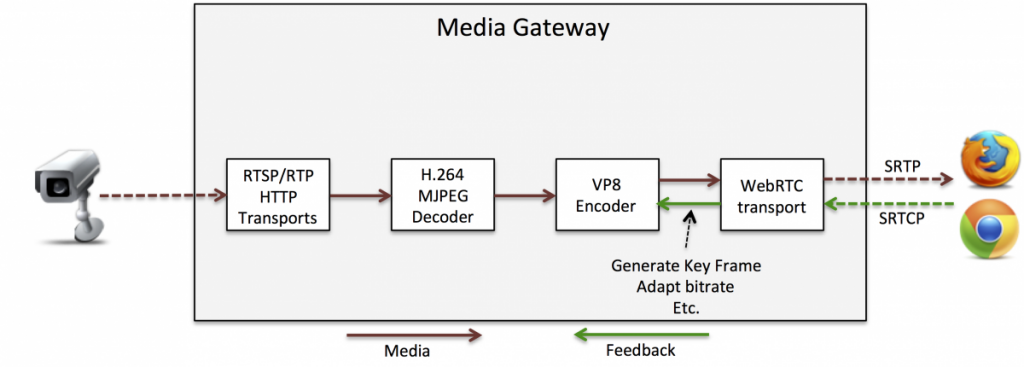 Media Gateway
RTSP/RTP
HTTP
Transports
H.264
MJPEG
Decoder
VP8
Encoder
WebRTC
transport
SRTP
SRTCP
Generate Key Frame
Adapt bitrate
Etc.
Media
Feedback